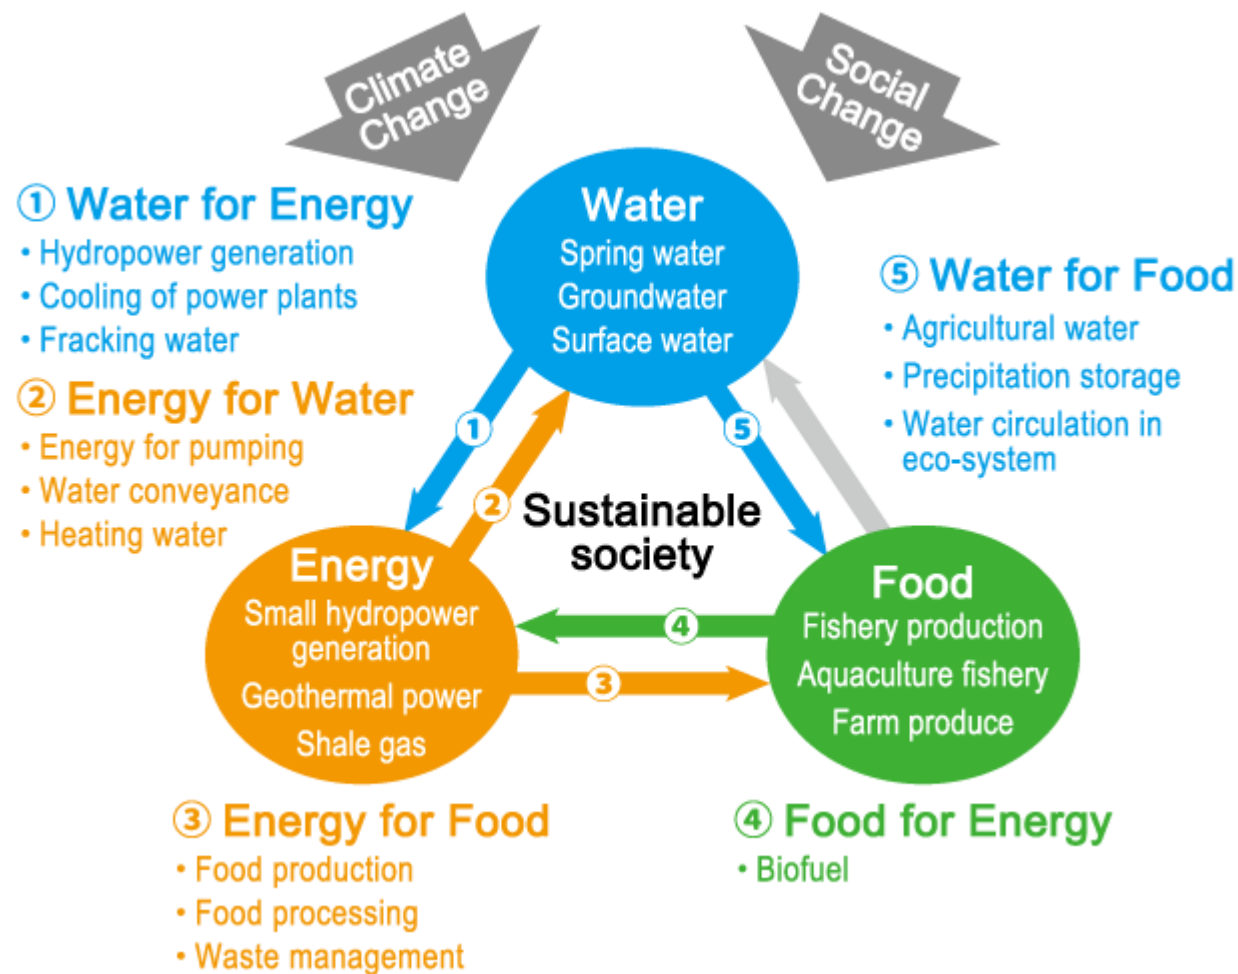 Climate
Change
Social
Change
① Water for Energy
• Hydropower generation
• Cooling of power plants
• Fracking water
② Energy for Water
• Energy for pumping
• Water conveyance
• Heating water
Water
Spring water
Groundwater
Surface water
⑤ Water for Food
• Agricultural water
• Precipitation storage
• Water circulation in
eco-system
①
②
⑤
Sustainable
society
④
③
Energy
Small hydropower
generation
Geothermal power
Shale gas
Food
Fishery production
Aquaculture fishery
Farm produce
③ Energy for Food
• Food production
• Food processing
• Waste management
④ Food for Energy
• Biofuel